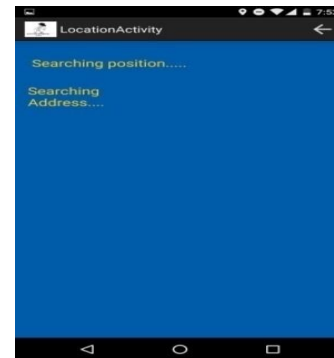 LocationActivity
Searching position.....
Searching
Address....